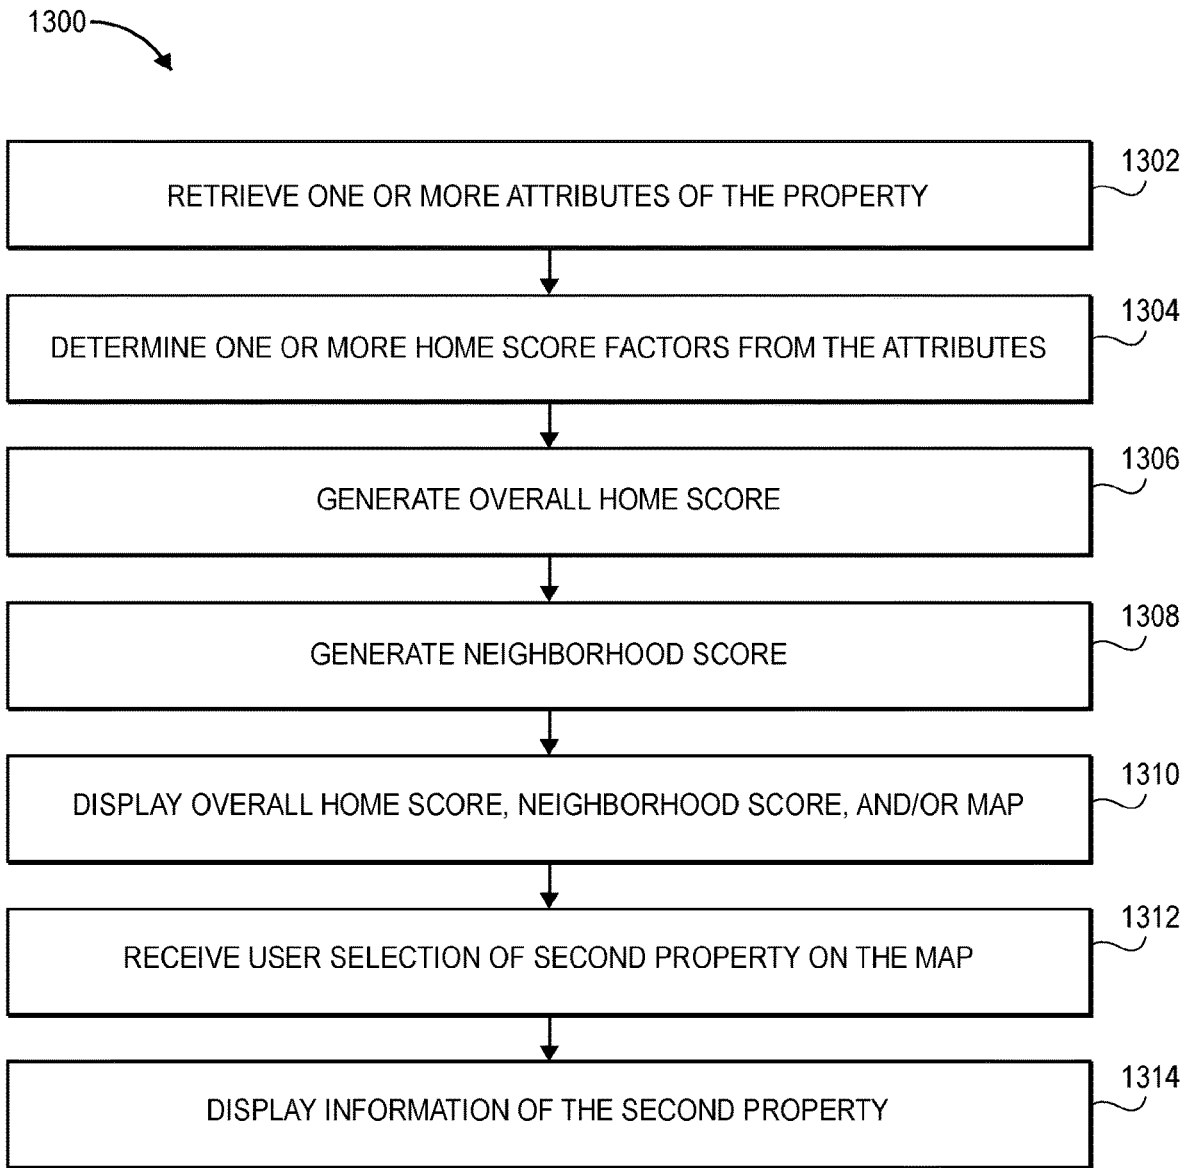 1300
1302
RETRIEVE ONE OR MORE ATTRIBUTES OF THE PROPERTY
1304
DETERMINE ONE OR MORE HOME SCORE FACTORS FROM THE ATTRIBUTES
1306
GENERATE OVERALL HOME SCORE
1308
GENERATE NEIGHBORHOOD SCORE
1310
DISPLAY OVERALL HOME SCORE, NEIGHBORHOOD SCORE, AND/OR MAP
1312
RECEIVE USER SELECTION OF SECOND PROPERTY ON THE MAP
1314
DISPLAY INFORMATION OF THE SECOND PROPERTY